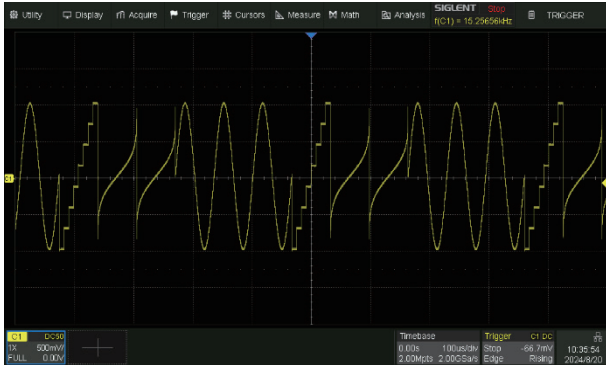 Utility Display Acquire Trigger Cursors Measure Math Analysis SIGLENT Stop TRIGGER
f(C1) = 15.25656kHz
C1
C1 DC50
1X 500mV/
FULL 0.00V
Timebase
0.00s 100us/div
2.00Mpts 2.00GSa/s
Trigger C1 DC
Stop -66.7mV
Edge Rising
10:35:54
2024/8/20